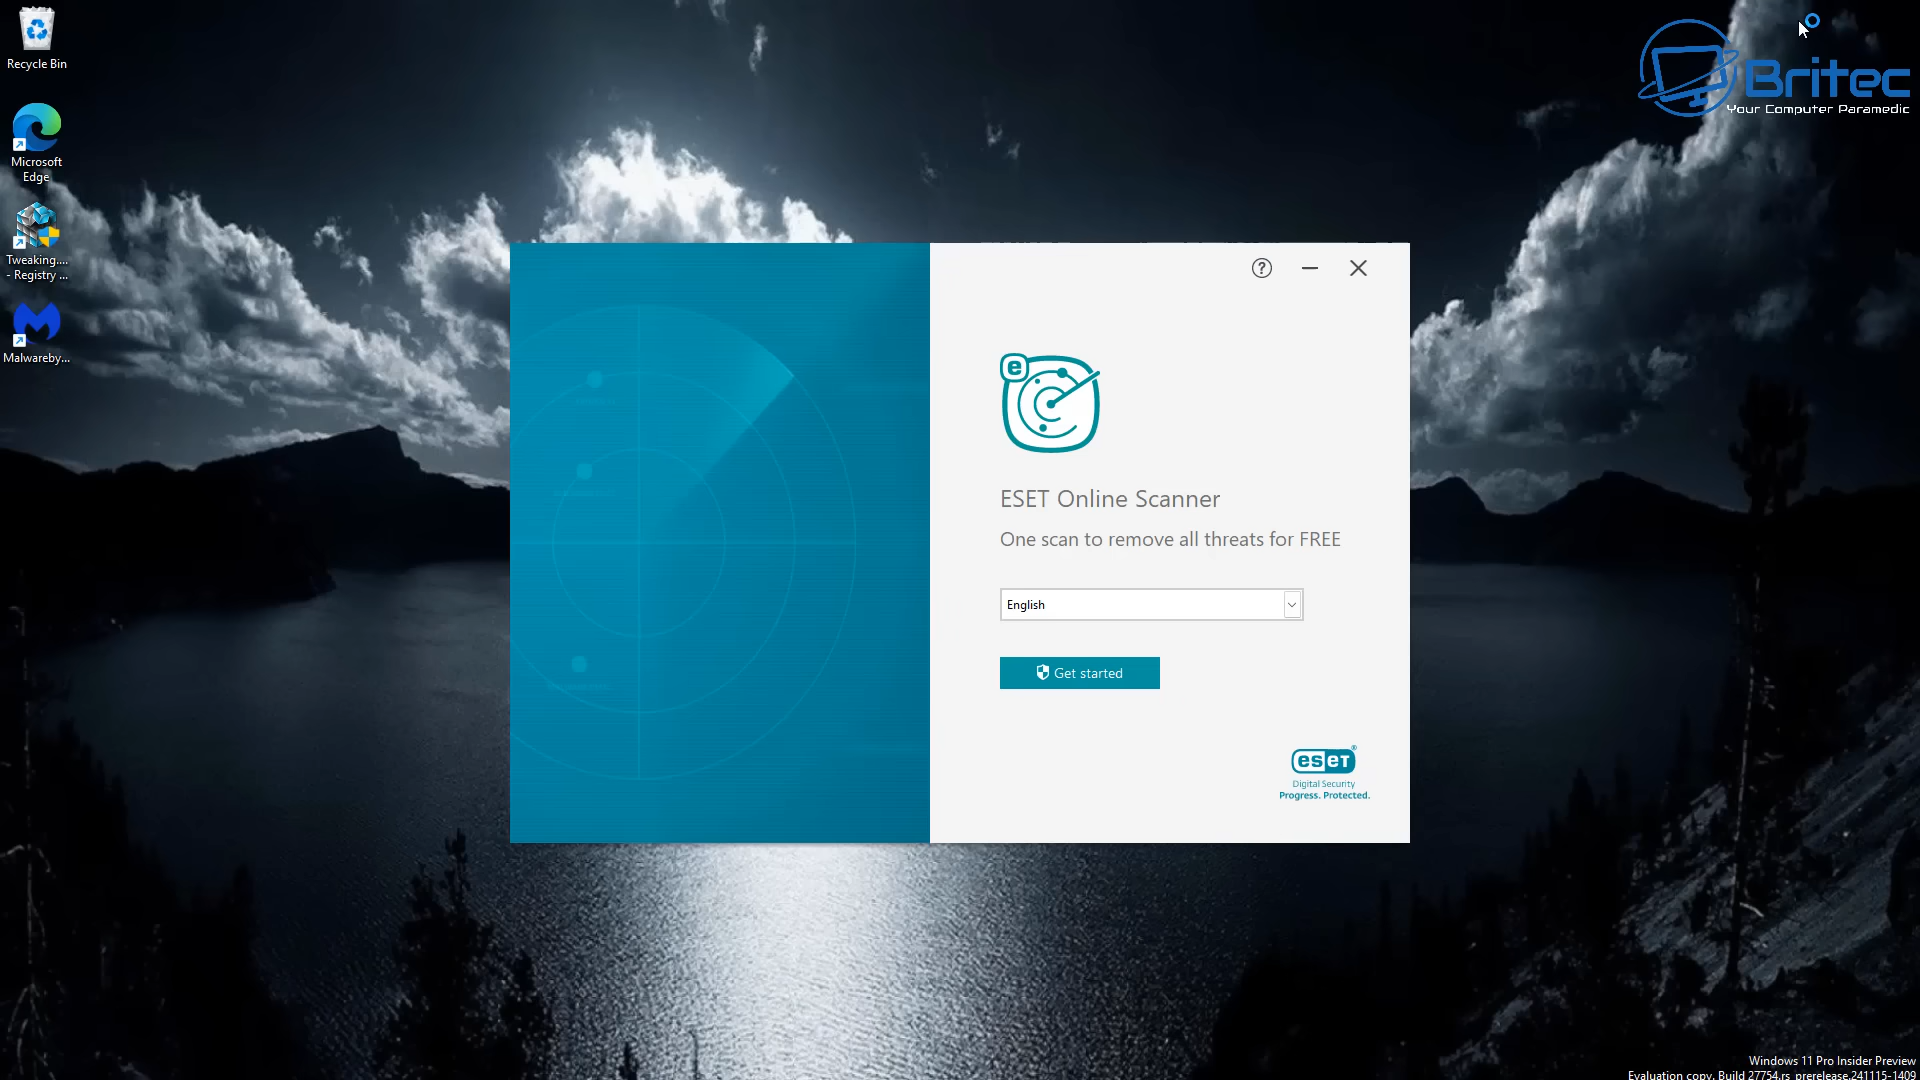 Recycle Bin
Microsoft
Edge
Tweaking....
- Registry ...
Malwareby...
Britec
Your Computer Paramedic
e
ESET Online Scanner
One scan to remove all threats for FREE
English
Get started
eset®
Digital Security
Progress. Protected.
Windows 11 Pro Insider Preview
Evaluation copy. Build 27754.rs_prerelease.241115-1409